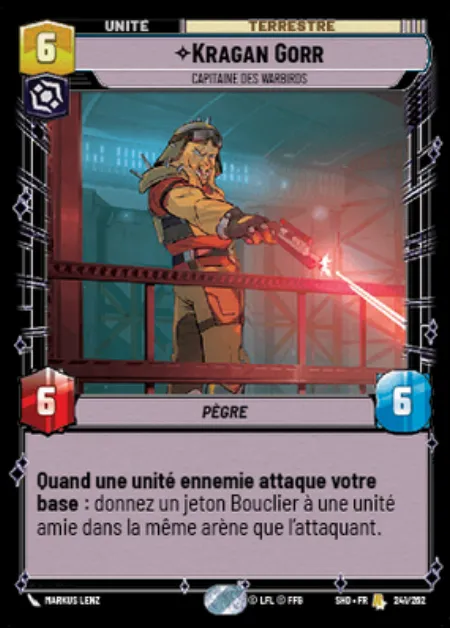 UNITÉ
TERRESTRE
6
Kragan Gorr
CAPITAINE DES WARBIRDS
6
6
PÈGRE
Quand une unité ennemie attaque votre
base : donnez un jeton Bouclier à une unité
amie dans la même arène que l'attaquant.
MARKUS LENZ
© LFL © FFG
SHD • FR
241/262